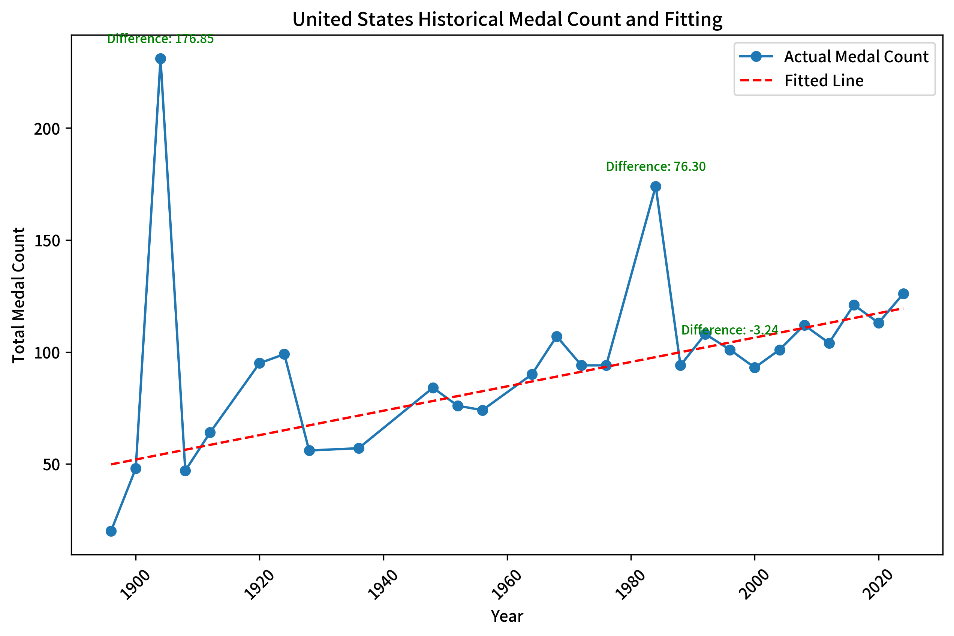 United States Historical Medal Count and Fitting
Difference: 176.85
Actual Medal Count
Fitted Line
Difference: 76.30
Difference: -3.24
Total Medal Count
200
150
100
50
1900
1920
1940
1960
1980
2000
2020
Year